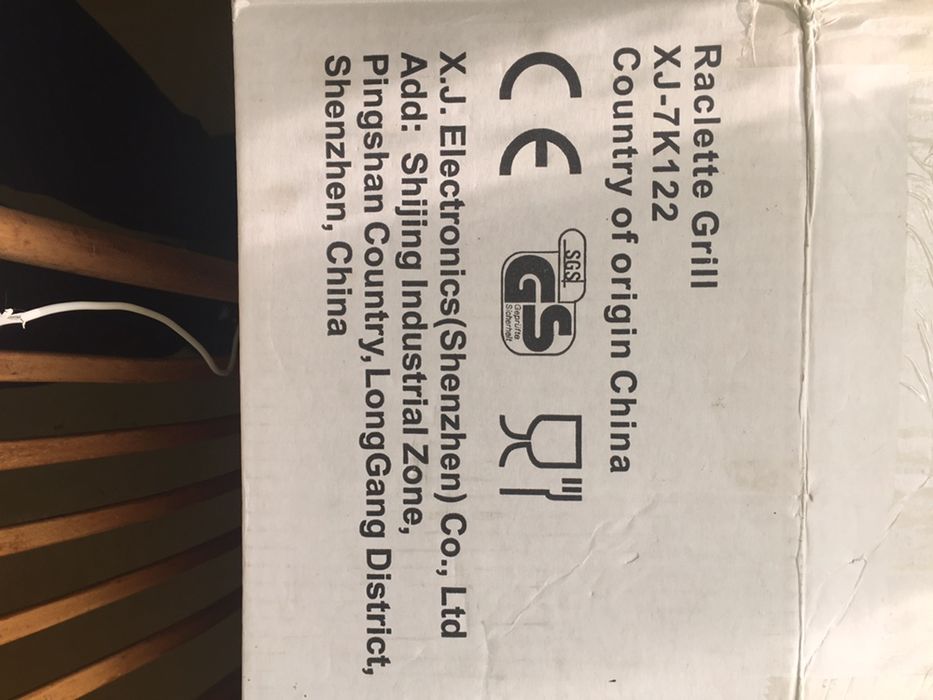 Raclette Grill
XJ-7K122
Country of origin China
CE
SGS
GS
Geprüfte
Sicherheit
X.J. Electronics(Shenzhen) Co., Ltd
Add: Shijing Industrial Zone,
Pingshan Country,LongGang District,
Shenzhen, China